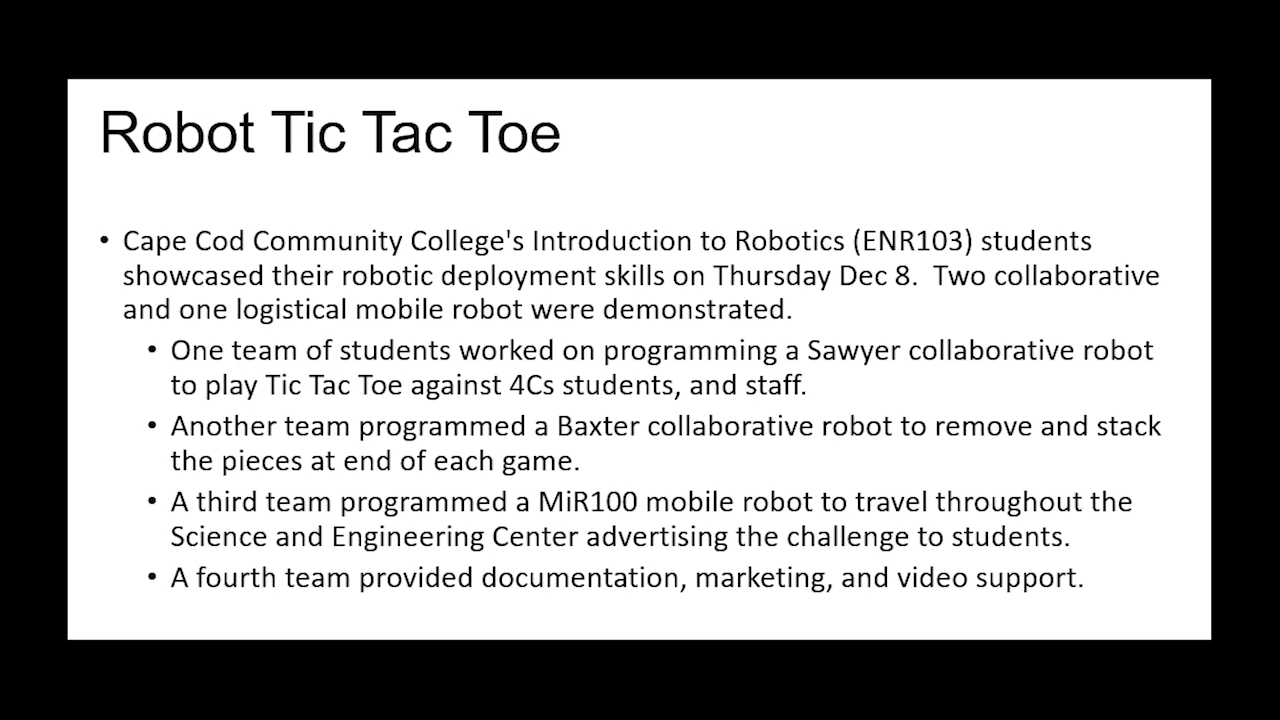 Robot Tic Tac Toe
• Cape Cod Community College's Introduction to Robotics (ENR103) students
showcased their robotic deployment skills on Thursday Dec 8.  Two collaborative
and one logistical mobile robot were demonstrated.
• One team of students worked on programming a Sawyer collaborative robot
to play Tic Tac Toe against 4Cs students, and staff.
• Another team programmed a Baxter collaborative robot to remove and stack
the pieces at end of each game.
• A third team programmed a MiR100 mobile robot to travel throughout the
Science and Engineering Center advertising the challenge to students.
• A fourth team provided documentation, marketing, and video support.